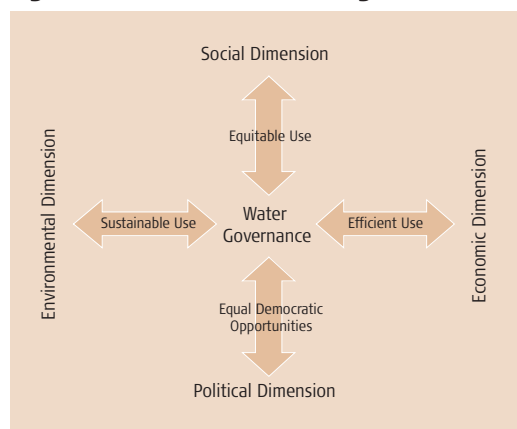 Social Dimension
Equitable Use
Environmental Dimension
Sustainable Use
Water
Governance
Efficient Use
Economic Dimension
Equal Democratic
Opportunities
Political Dimension